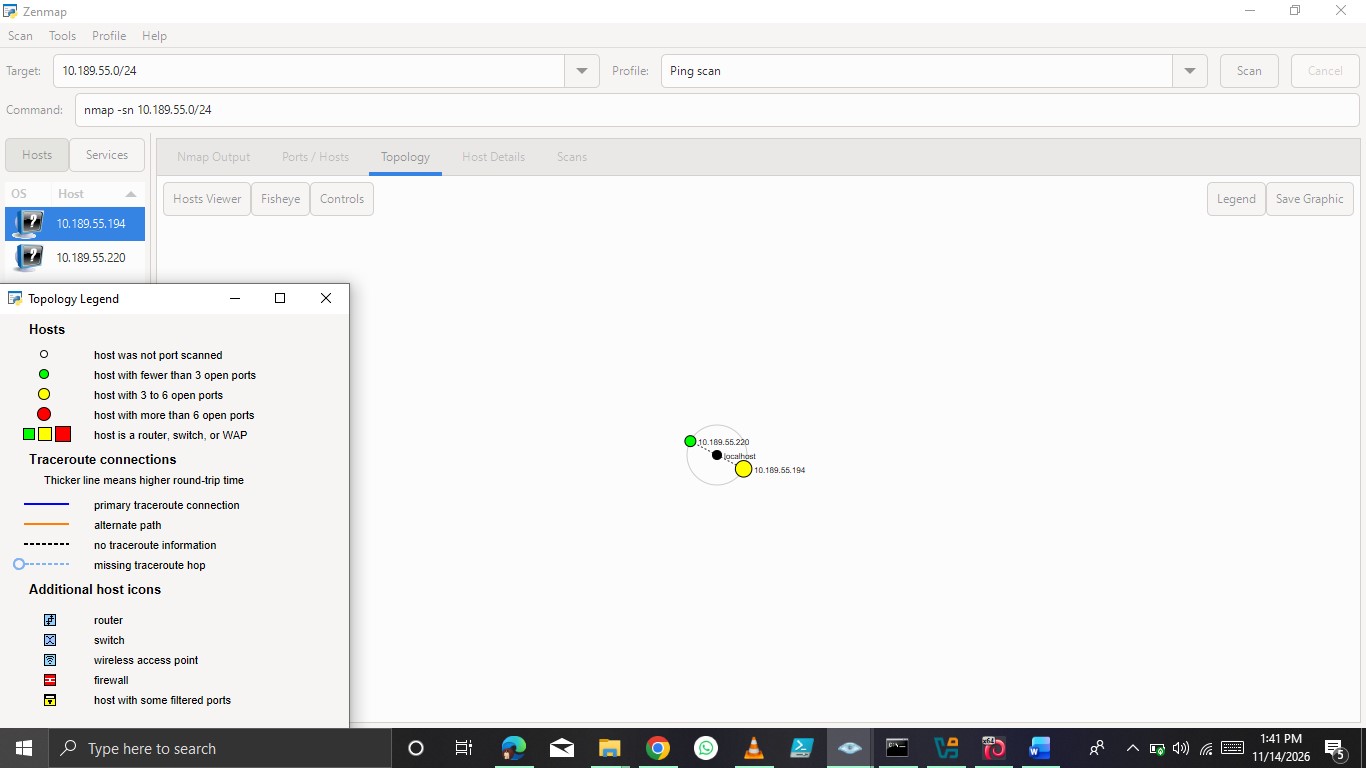 Zenmap
Scan Tools Profile Help
Target: 10.189.55.0/24 Profile: Ping scan Scan Cancel
Command: nmap -sn 10.189.55.0/24
Hosts Services
Nmap Output Ports / Hosts Topology Host Details Scans
OS Host
Hosts Viewer Fisheye Controls Legend Save Graphic
10.189.55.194
10.189.55.220
Topology Legend
Hosts
host was not port scanned
host with fewer than 3 open ports
host with 3 to 6 open ports
host with more than 6 open ports
host is a router, switch, or WAP
Traceroute connections
Thicker line means higher round-trip time
primary traceroute connection
alternate path
no traceroute information
missing traceroute hop
Additional host icons
router
switch
wireless access point
firewall
host with some filtered ports
10.189.55.220
localhost
10.189.55.194
Type here to search
1:41 PM
11/14/2026
5